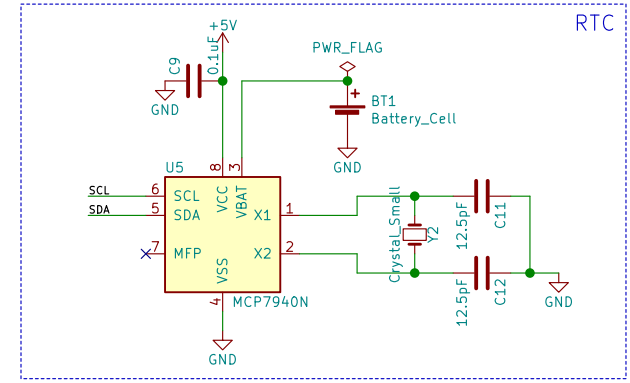 RTC
+5V
C9
0.1uF
GND
PWR_FLAG
+
BT1
Battery_Cell
GND
U5
8
3
SCL
6
SCL
VCC
VBAT
X1
1
SDA
5
SDA
7
MFP
X2
2
VSS
4
MCP7940N
GND
Crystal_Small
Y2
12.5pF
C11
12.5pF
C12
GND